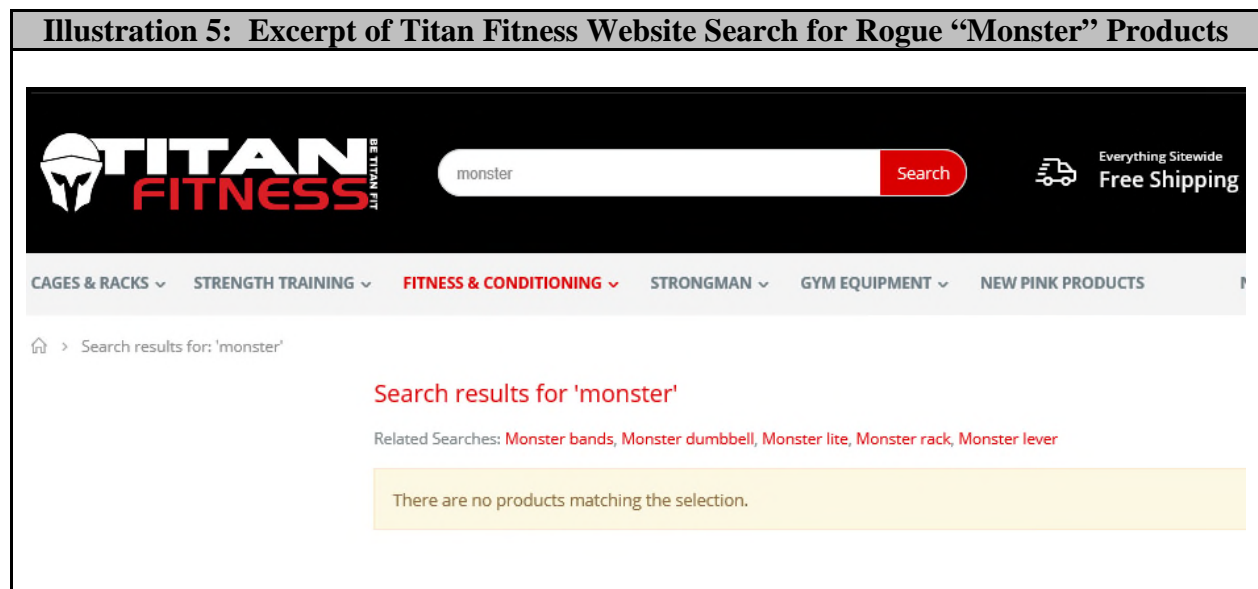 Illustration 5: Excerpt of Titan Fitness Website Search for Rogue “Monster” Products
TITAN
FITNESS
BE TITAN FIT
monster
Search
Everything Sitewide
Free Shipping
CAGES & RACKS STRENGTH TRAINING FITNESS & CONDITIONING STRONGMAN GYM EQUIPMENT NEW PINK PRODUCTS
> Search results for: 'monster'
Search results for 'monster'
Related Searches: Monster bands, Monster dumbbell, Monster lite, Monster rack, Monster lever
There are no products matching the selection.